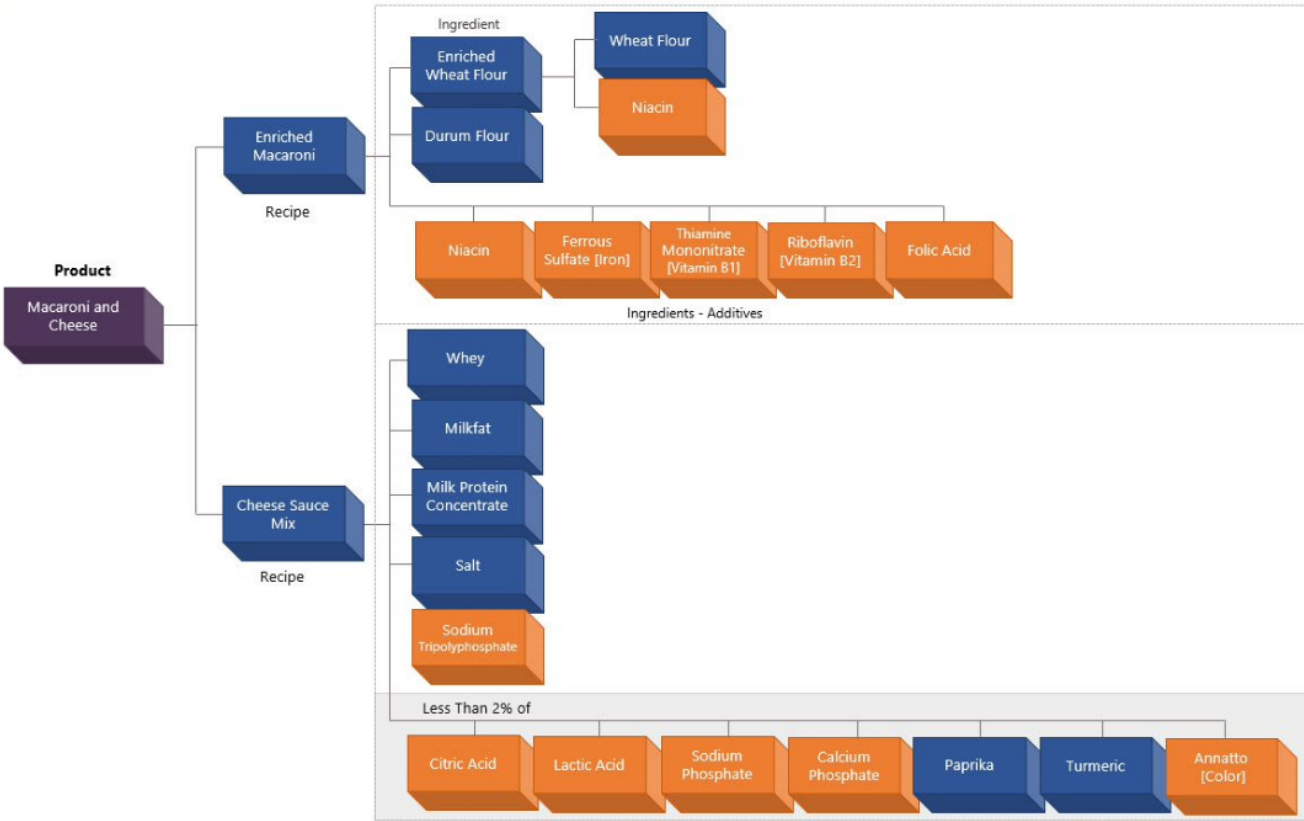 Ingredient
Enriched
Wheat Flour
Wheat Flour
Niacin
Durum Flour
Enriched
Macaroni
Recipe
Niacin
Ferrous
Sulfate [Iron]
Thiamine
Mononitrate
[Vitamin B1]
Riboflavin
[Vitamin B2]
Folic Acid
Ingredients - Additives
Product
Macaroni and
Cheese
Whey
Milkfat
Milk Protein
Concentrate
Cheese Sauce
Mix
Recipe
Salt
Sodium
Tripolyphosphate
Less Than 2% of
Citric Acid
Lactic Acid
Sodium
Phosphate
Calcium
Phosphate
Paprika
Turmeric
Annatto
[Color]